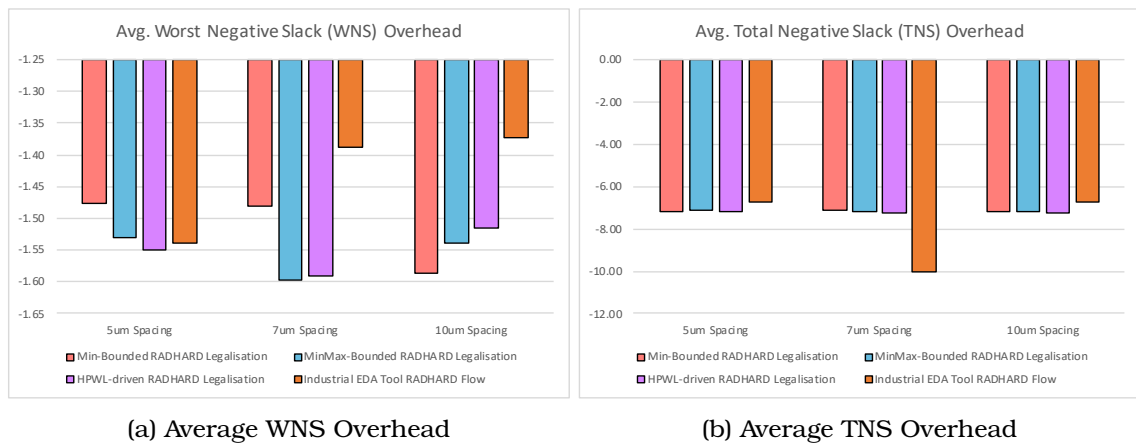 Avg. Worst Negative Slack (WNS) Overhead
-1.25
-1.30
-1.35
-1.40
-1.45
-1.50
-1.55
-1.60
-1.65
5um Spacing 7um Spacing 10um Spacing
Min-Bounded RADHARD Legalisation MinMax-Bounded RADHARD Legalisation
HPWL-driven RADHARD Legalisation Industrial EDA Tool RADHARD Flow
(a) Average WNS Overhead
Avg. Total Negative Slack (TNS) Overhead
0.00
-2.00
-4.00
-6.00
-8.00
-10.00
-12.00
5um Spacing 7um Spacing 10um Spacing
Min-Bounded RADHARD Legalisation MinMax-Bounded RADHARD Legalisation
HPWL-driven RADHARD Legalisation Industrial EDA Tool RADHARD Flow
(b) Average TNS Overhead